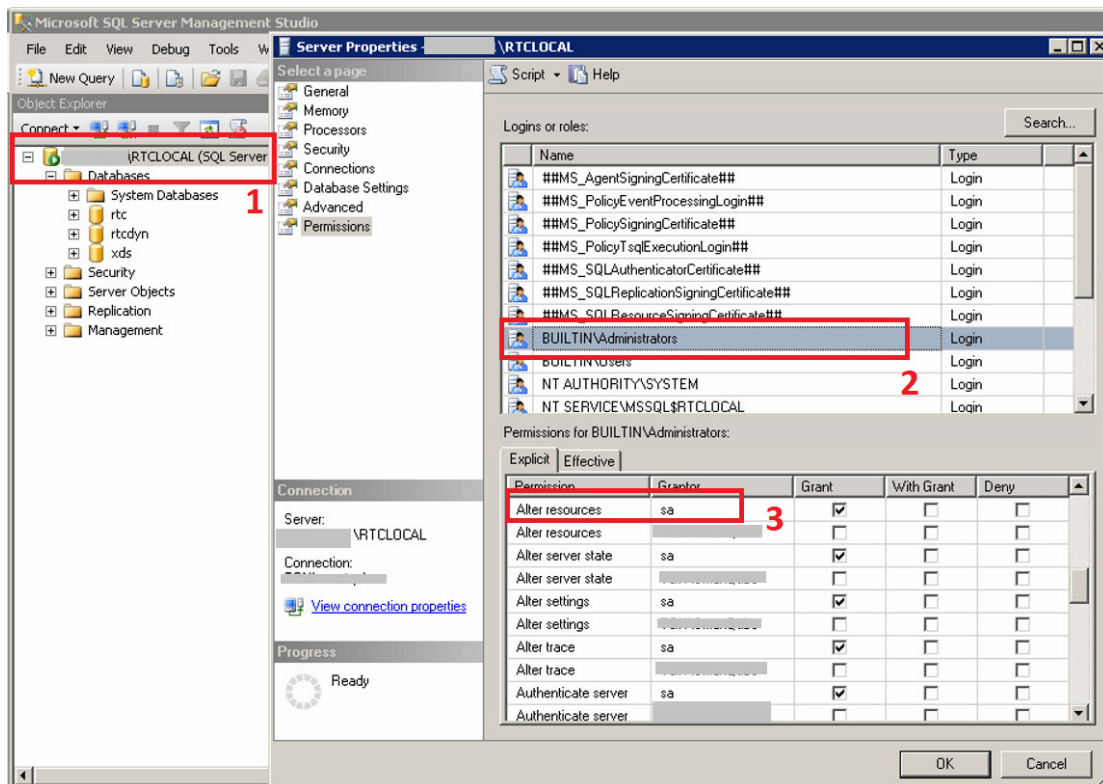 Microsoft SQL Server Management Studio
File Edit View Debug Tools W
New Query
Object Explorer
Connect
\RTCLOCAL (SQL Server
1
Databases
System Databases
rtc
rtcdyn
xds
Security
Server Objects
Replication
Management
Server Properties - \RTCLOCAL
Select a page
General
Memory
Processors
Security
Connections
Database Settings
Advanced
Permissions
Connection
Server:
\RTCLOCAL
Connection:
View connection properties
Progress
Ready
Script Help
Logins or roles:
Search...
Name Type
##MS_AgentSigningCertificate## Login
##MS_PolicyEventProcessingLogin## Login
##MS_PolicySigningCertificate## Login
##MS_PolicyTsqlExecutionLogin## Login
##MS_SQLAuthenticatorCertificate## Login
##MS_SQLReplicationSigningCertificate## Login
##MS_SQLResourceSigningCertificate## Login
BUILTIN\Administrators Login
2
BUILTIN\Users Login
NT AUTHORITY\SYSTEM Login
NT SERVICE\MSSQL$RTCLOCAL Login
Permissions for BUILTIN\Administrators:
Explicit Effective
Permission Grantor Grant With Grant Deny
Alter resources sa
3
Alter resources
Alter server state sa
Alter server state
Alter settings sa
Alter settings
Alter trace sa
Alter trace
Authenticate server sa
Authenticate server
OK Cancel